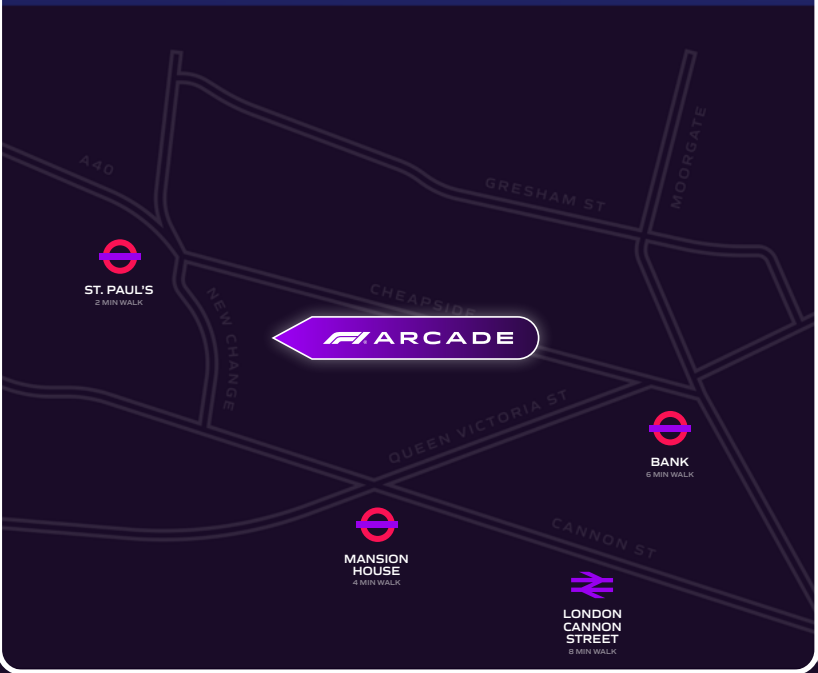 A40
GRESHAM ST
MOORGATE
ST. PAUL'S
2 MIN WALK
NEW CHANGE
CHEAPSIDE
F1 ARCADE
QUEEN VICTORIA ST
BANK
6 MIN WALK
CANNON ST
MANSION
HOUSE
4 MIN WALK
LONDON
CANNON
STREET
8 MIN WALK